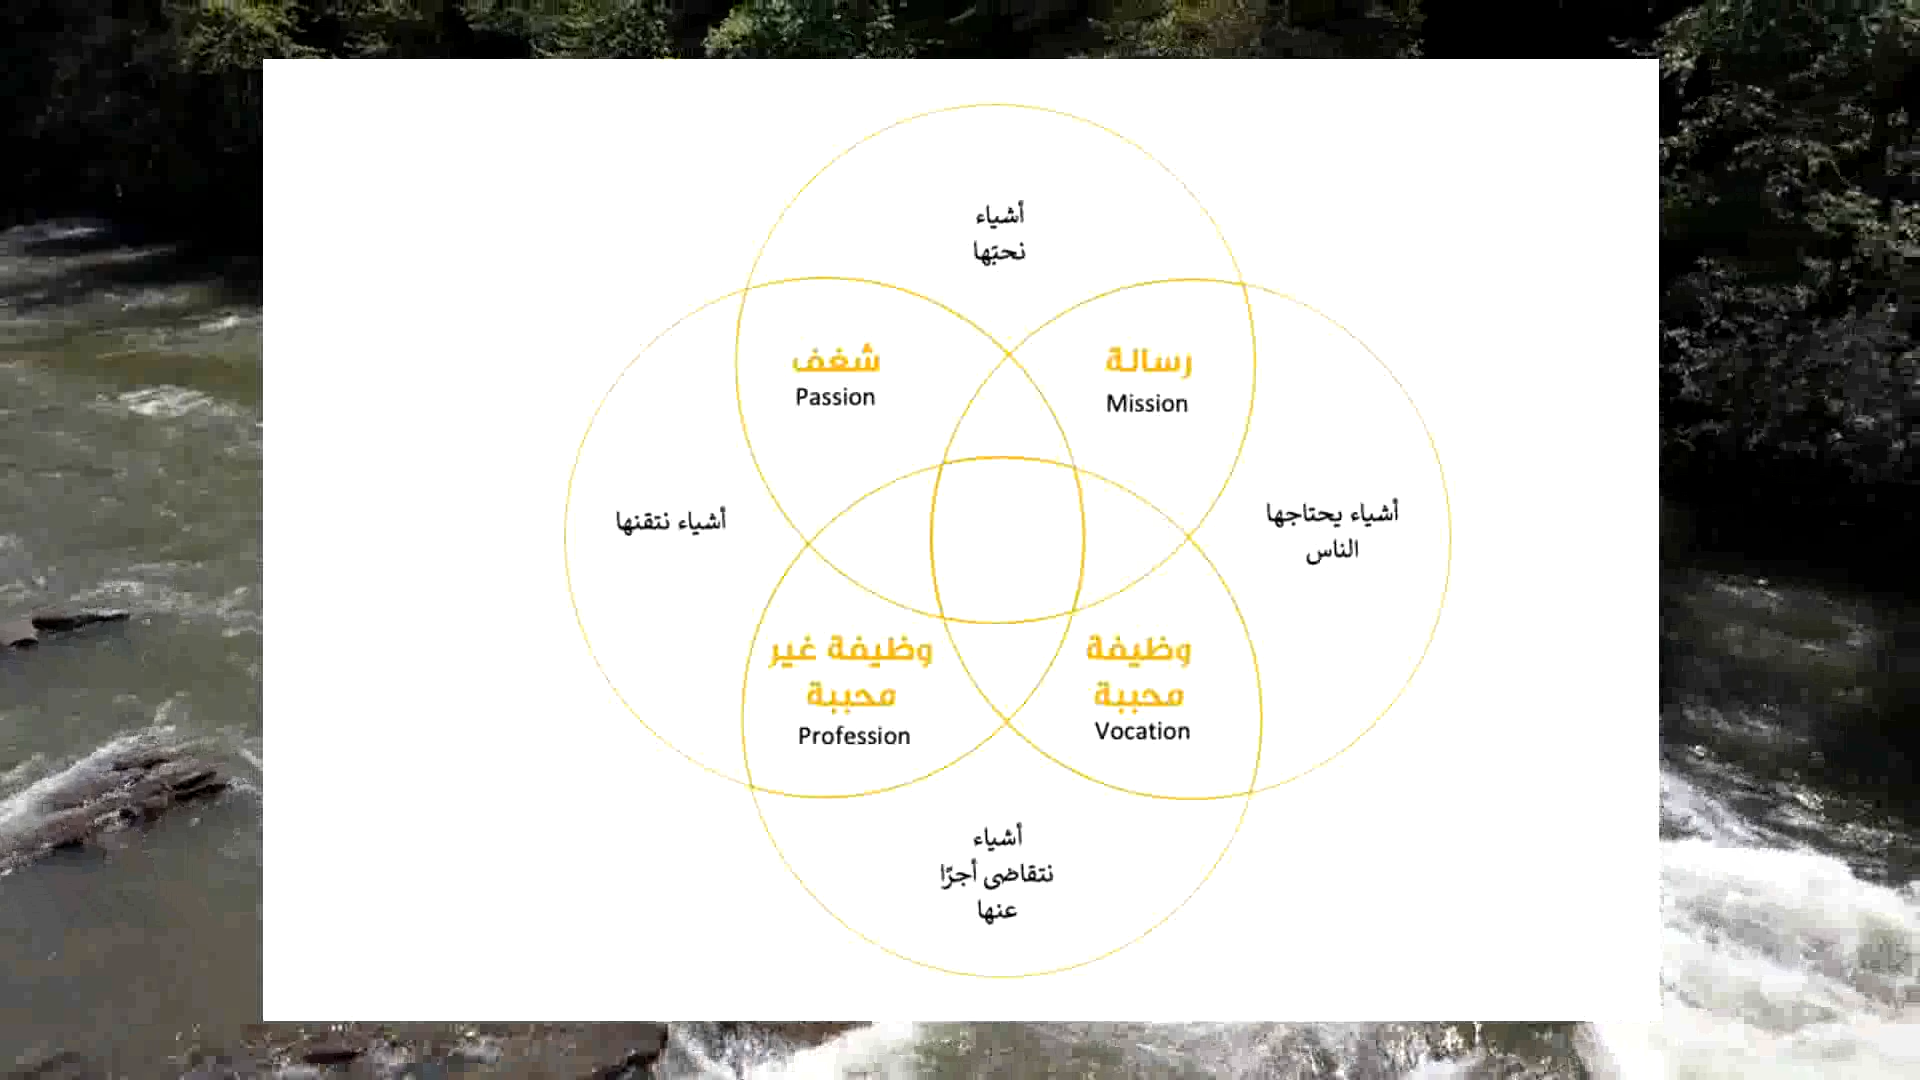 أشياء
نحبّها
شغف
Passion
رسالة
Mission
أشياء نتقنها
أشياء يحتاجها
الناس
وظيفة غير
محببة
Profession
وظيفة
محببة
Vocation
أشياء
نتقاضى أجرًا
عنها